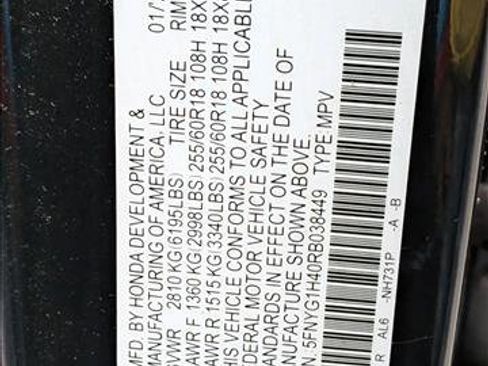 MFD. BY HONDA DEVELOPMENT &
MANUFACTURING OF AMERICA, LLC 01/
GVWR 2810 KG (6195LBS) TIRE SIZE RIM
GAWR F 1360 KG (2998LBS) 255/60R18 108H 18X
GAWR R 1515 KG (3340LBS) 255/60R18 108H 18X
THIS VEHICLE CONFORMS TO ALL APPLICABLE
FEDERAL MOTOR VEHICLE SAFETY
STANDARDS IN EFFECT ON THE DATE OF
MANUFACTURE SHOWN ABOVE.
N. 5FNYG1H40RB038449 TYPE: MPV
R AL6 -NH731P -A -B